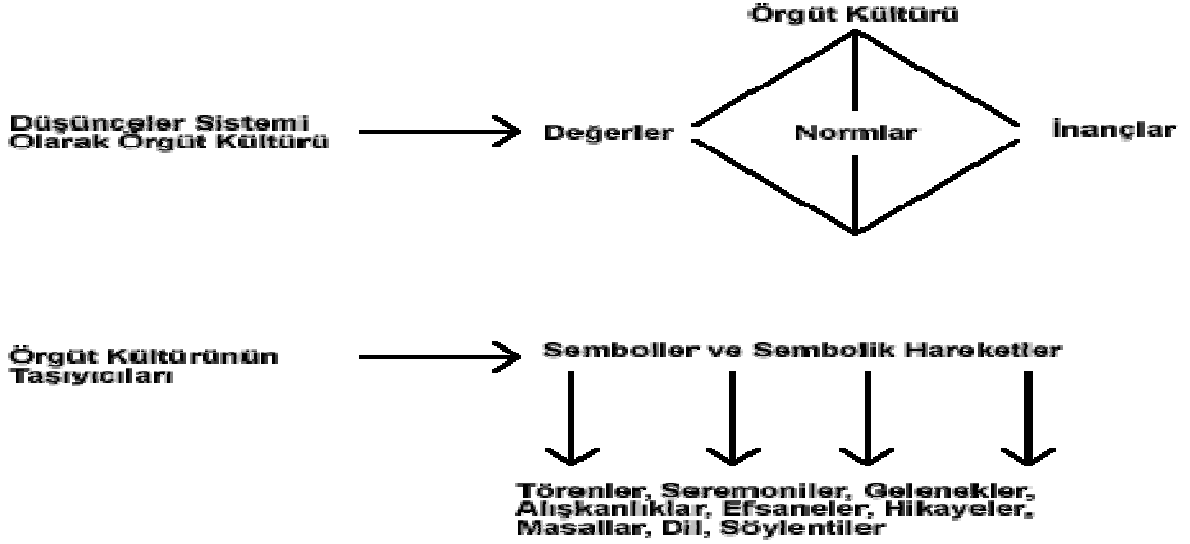 Örgüt Kültürü
Düşünceler Sistemi
Olarak Örgüt Kültürü
Değerler
Normlar
İnançlar
Örgüt Kültürünün
Taşıyıcıları
Semboller ve Sembolik Hareketler
Törenler, Seremoniler, Gelenekler,
Alışkanlıklar, Efsaneler, Hikayeler,
Masallar, Dil, Söylentiler